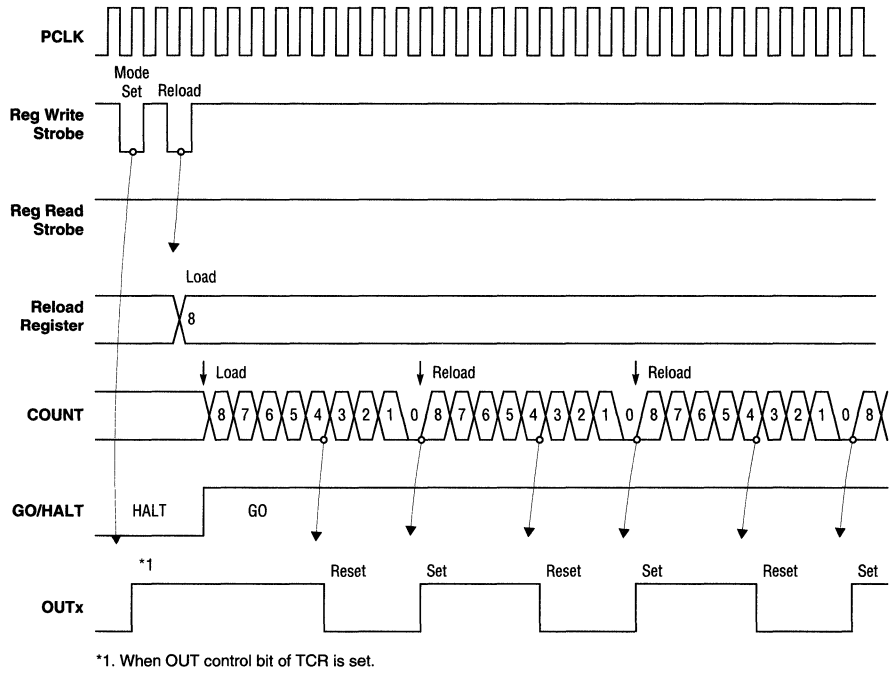 PCLK
Mode
Set Reload
Reg Write
Strobe
Reg Read
Strobe
Load
Reload
Register
8
Load Reload Reload
COUNT
8 7 6 5 4 3 2 1 0 8 7 6 5 4 3 2 1 0 8 7 6 5 4 3 2 1 0 8
GO/HALT
HALT GO
*1
Reset Set Reset Set Reset Set
OUTx
*1. When OUT control bit of TCR is set.